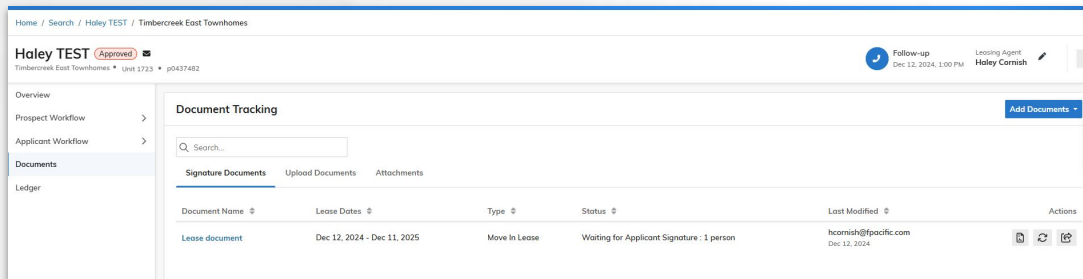 Home / Search / Haley TEST / Timbercreek East Townhomes
Haley TEST Approved
Timbercreek East Townhomes • Unit 1723 • p0437482
Follow-up
Dec 12, 2024, 1:00 PM
Leasing Agent
Haley Cornish
Overview
Prospect Workflow
Applicant Workflow
Documents
Ledger
Document Tracking
Add Documents
Search...
Signature Documents Upload Documents Attachments
Document Name Lease Dates Type Status Last Modified Actions
Lease document Dec 12, 2024 - Dec 11, 2025 Move In Lease Waiting for Applicant Signature : 1 person hcornish@fpacific.com
Dec 12, 2024